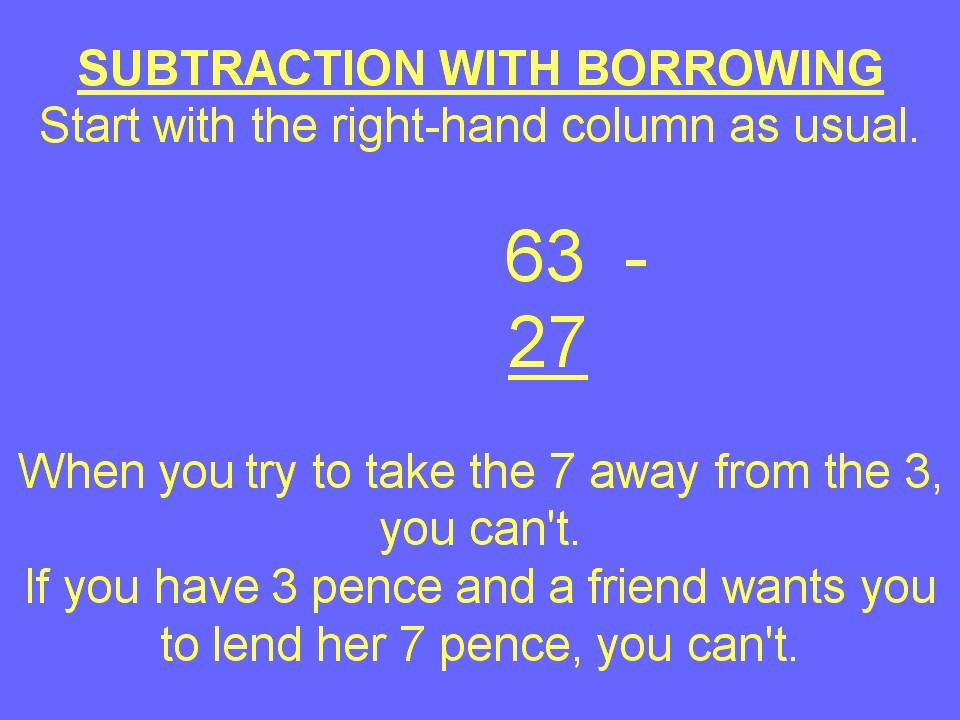 SUBTRACTION WITH BORROWING
Start with the right-hand column as usual.
63 -
27
When you try to take the 7 away from the 3,
you can't.
If you have 3 pence and a friend wants you
to lend her 7 pence, you can't.